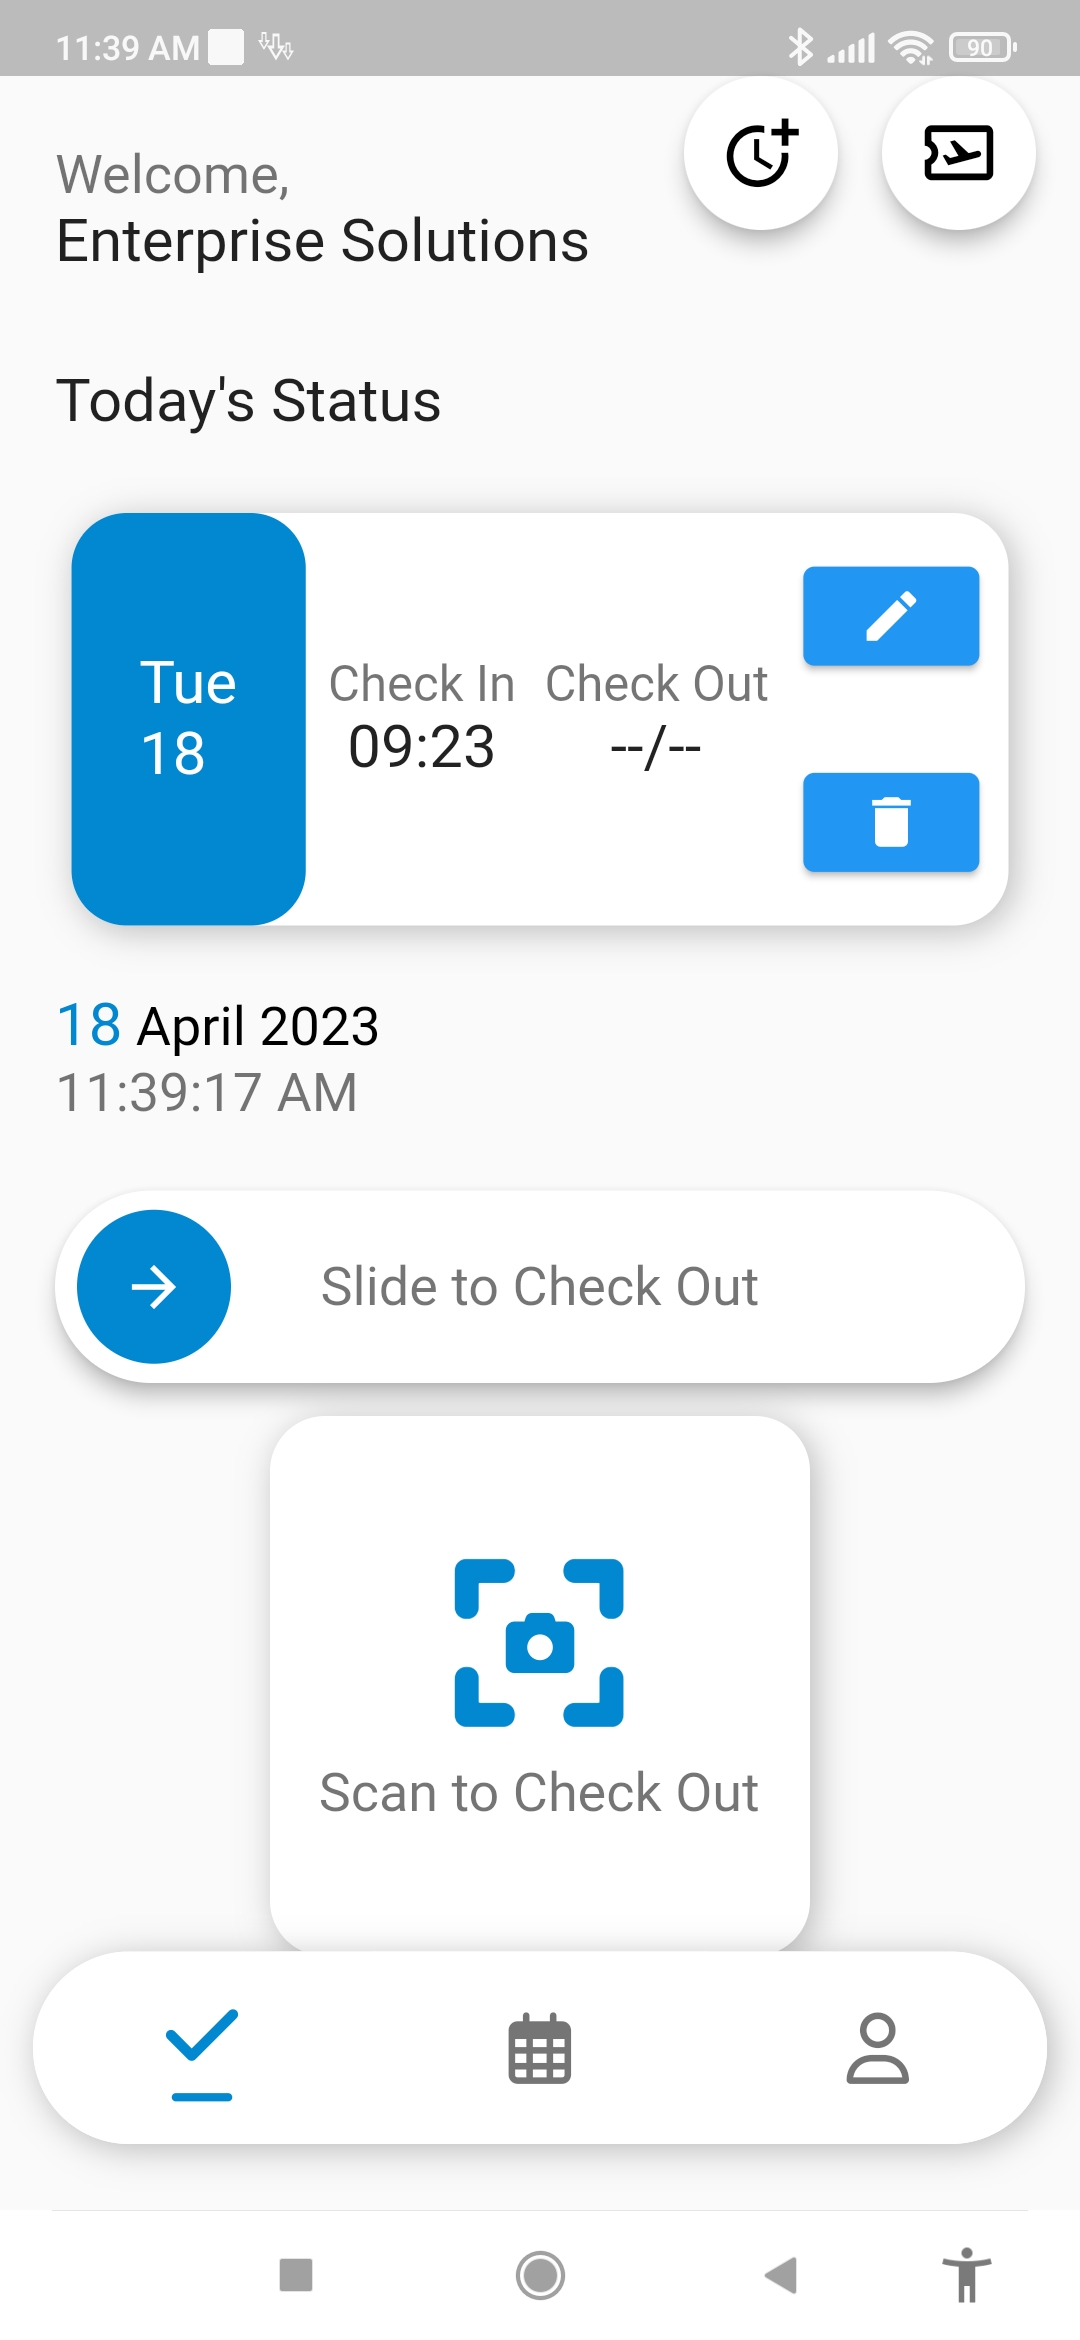 11:39 AM
90
Welcome,
Enterprise Solutions
Today's Status
Tue
18
Check In
09:23
Check Out
--/--
18 April 2023
11:39:17 AM
Slide to Check Out
Scan to Check Out